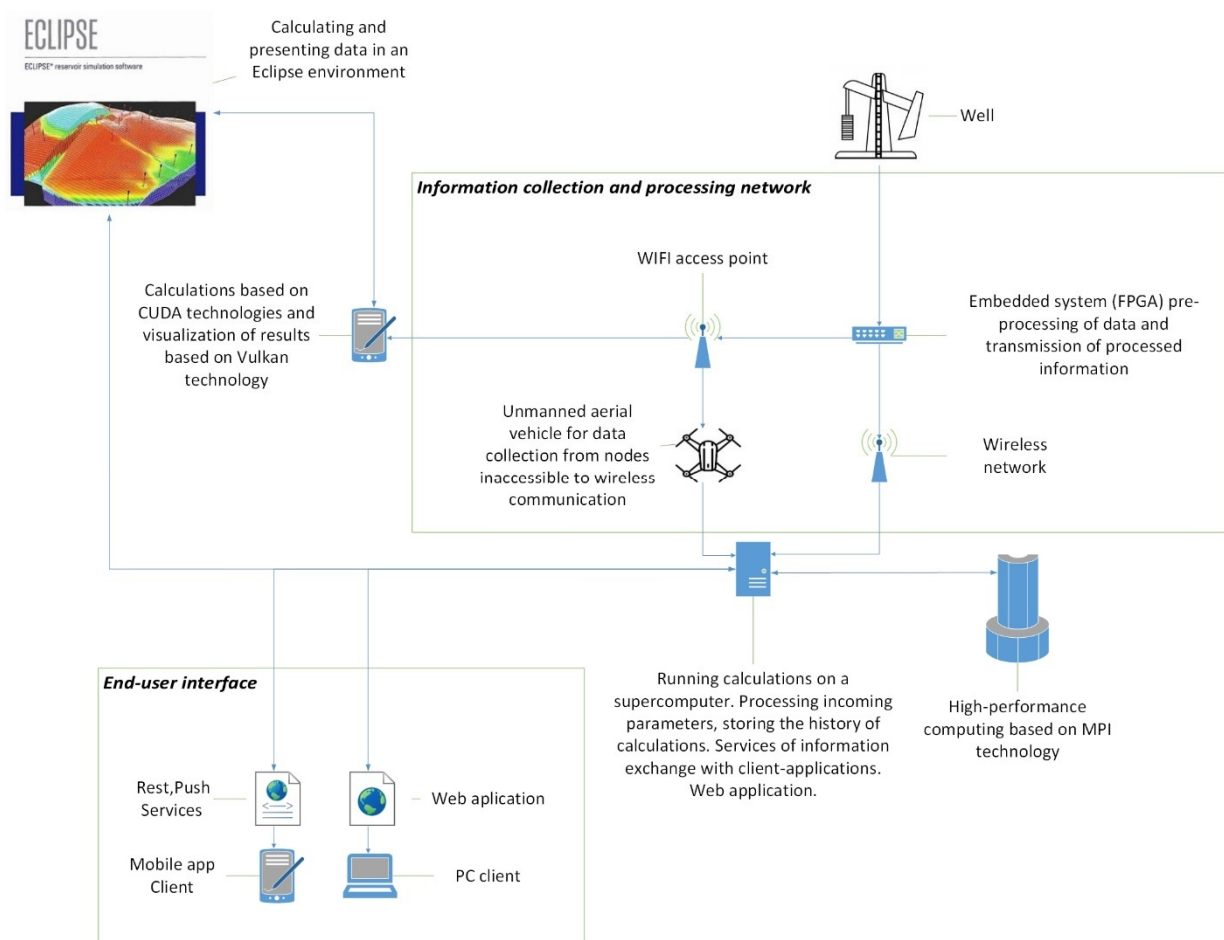 ECLIPSE
ECLIPSE® reservoir simulation software
Calculating and
presenting data in an
Eclipse environment
Well
Information collection and processing network
WIFI access point
Calculations based on
CUDA technologies and
visualization of results
based on Vulkan
technology
Embedded system (FPGA) pre-
processing of data and
transmission of processed
information
Unmanned aerial
vehicle for data
collection from nodes
inaccessible to wireless
communication
Wireless
network
End-user interface
Running calculations on a
supercomputer. Processing incoming
parameters, storing the history of
calculations. Services of information
exchange with client-applications.
Web application.
High-performance
computing based on MPI
technology
Rest,Push
Services
Web aplication
Mobile app
Client
PC client